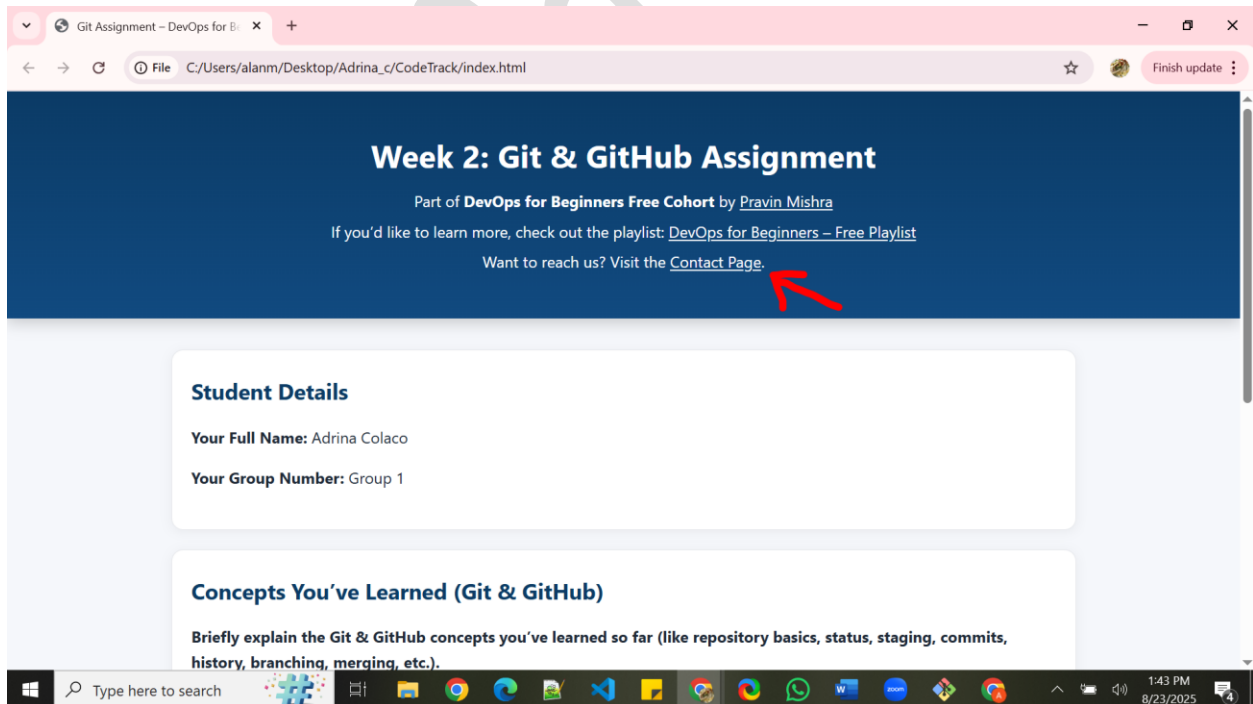 Git Assignment – DevOps for Be
File C:/Users/alanm/Desktop/Adrina_c/CodeTrack/index.html
Finish update
Week 2: Git & GitHub Assignment
Part of DevOps for Beginners Free Cohort by Pravin Mishra
If you'd like to learn more, check out the playlist: DevOps for Beginners – Free Playlist
Want to reach us? Visit the Contact Page.
Student Details
Your Full Name: Adrina Colaco
Your Group Number: Group 1
Concepts You've Learned (Git & GitHub)
Briefly explain the Git & GitHub concepts you've learned so far (like repository basics, status, staging, commits,
history, branching, merging, etc.).
Type here to search
zoom
1:43 PM
8/23/2025
4